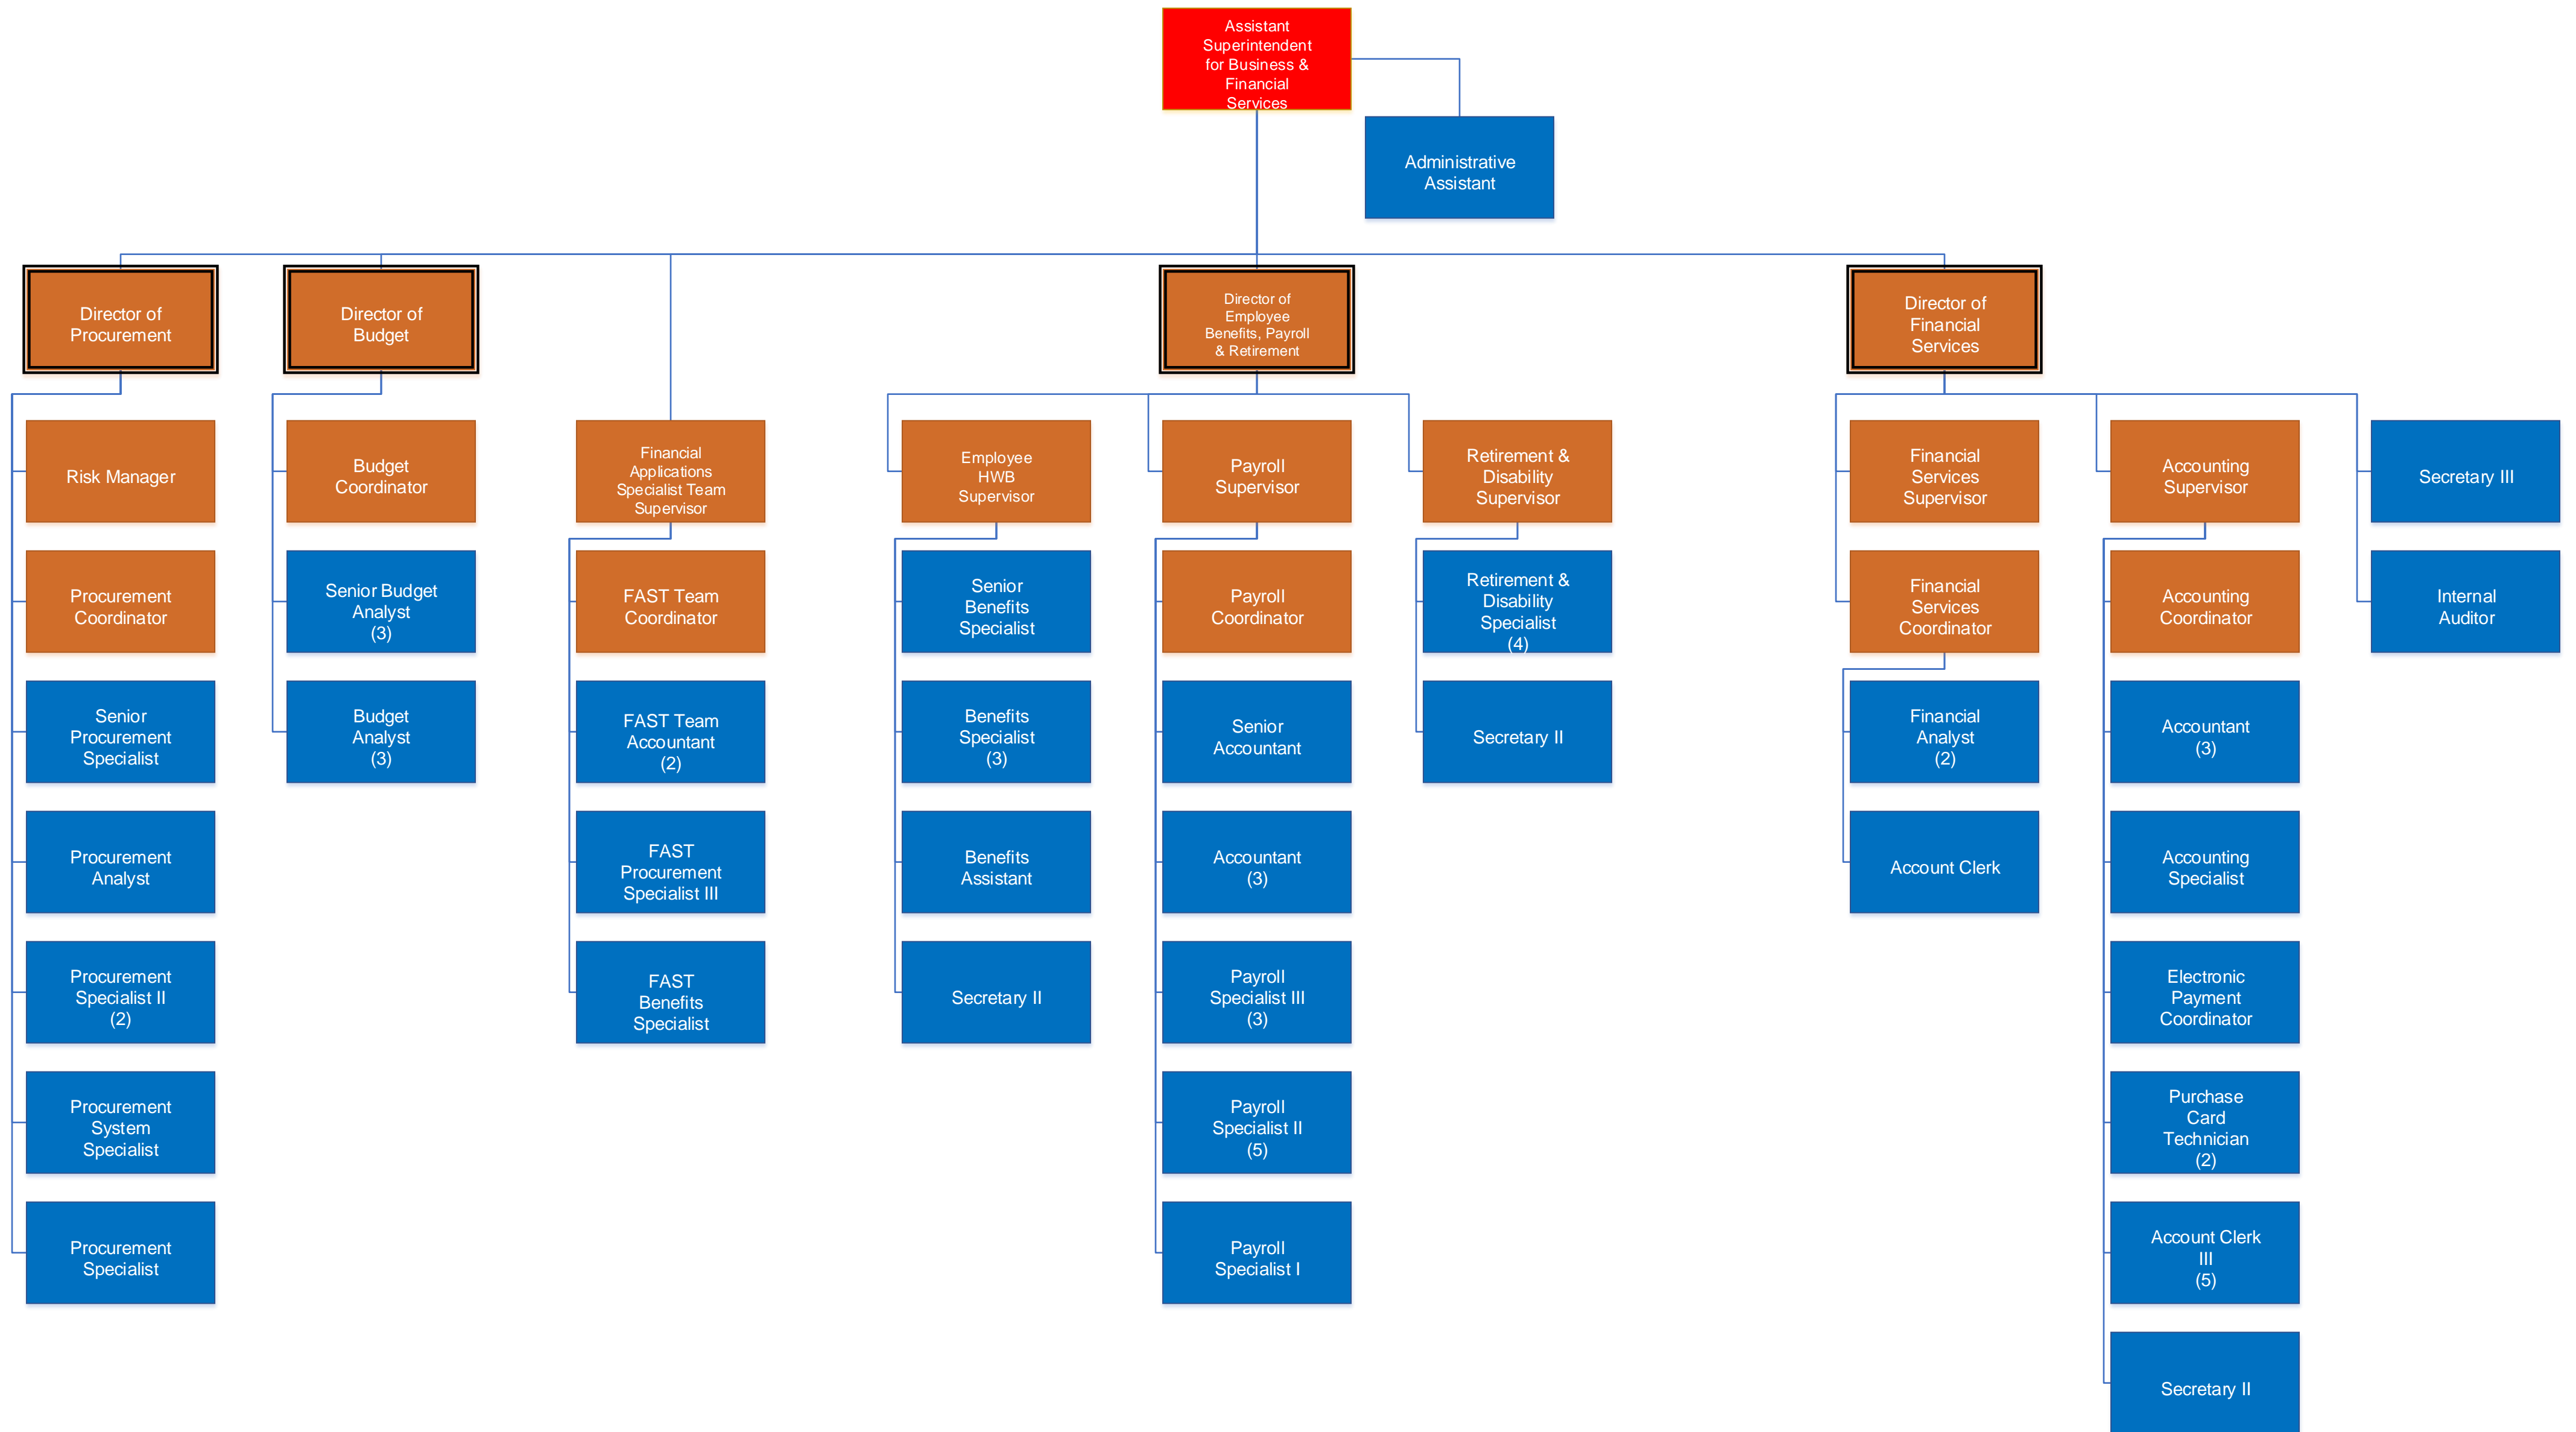 Assistant
Superintendent
for Business &
Financial
Services
Administrative
Assistant
Director of
Procurement
Director of
Budget
Director of
Employee
Benefits, Payroll
& Retirement
Director of
Financial
Services
Risk Manager
Budget
Coordinator
Financial
Applications
Specialist Team
Supervisor
Employee
HWB
Supervisor
Payroll
Supervisor
Retirement &
Disability
Supervisor
Financial
Services
Supervisor
Accounting
Supervisor
Secretary III
Procurement
Coordinator
Senior Budget
Analyst
(3)
FAST Team
Coordinator
Senior
Benefits
Specialist
Payroll
Coordinator
Retirement &
Disability
Specialist
(4)
Financial
Services
Coordinator
Accounting
Coordinator
Internal
Auditor
Senior
Procurement
Specialist
Budget
Analyst
(3)
FAST Team
Accountant
(2)
Benefits
Specialist
(3)
Senior
Accountant
Secretary II
Financial
Analyst
(2)
Accountant
(3)
Procurement
Analyst
FAST
Procurement
Specialist III
Benefits
Assistant
Accountant
(3)
Account Clerk
Accounting
Specialist
Procurement
Specialist II
(2)
FAST
Benefits
Specialist
Secretary II
Payroll
Specialist III
(3)
Electronic
Payment
Coordinator
Procurement
System
Specialist
Payroll
Specialist II
(5)
Purchase
Card
Technician
(2)
Procurement
Specialist
Payroll
Specialist I
Account Clerk
III
(5)
Secretary II